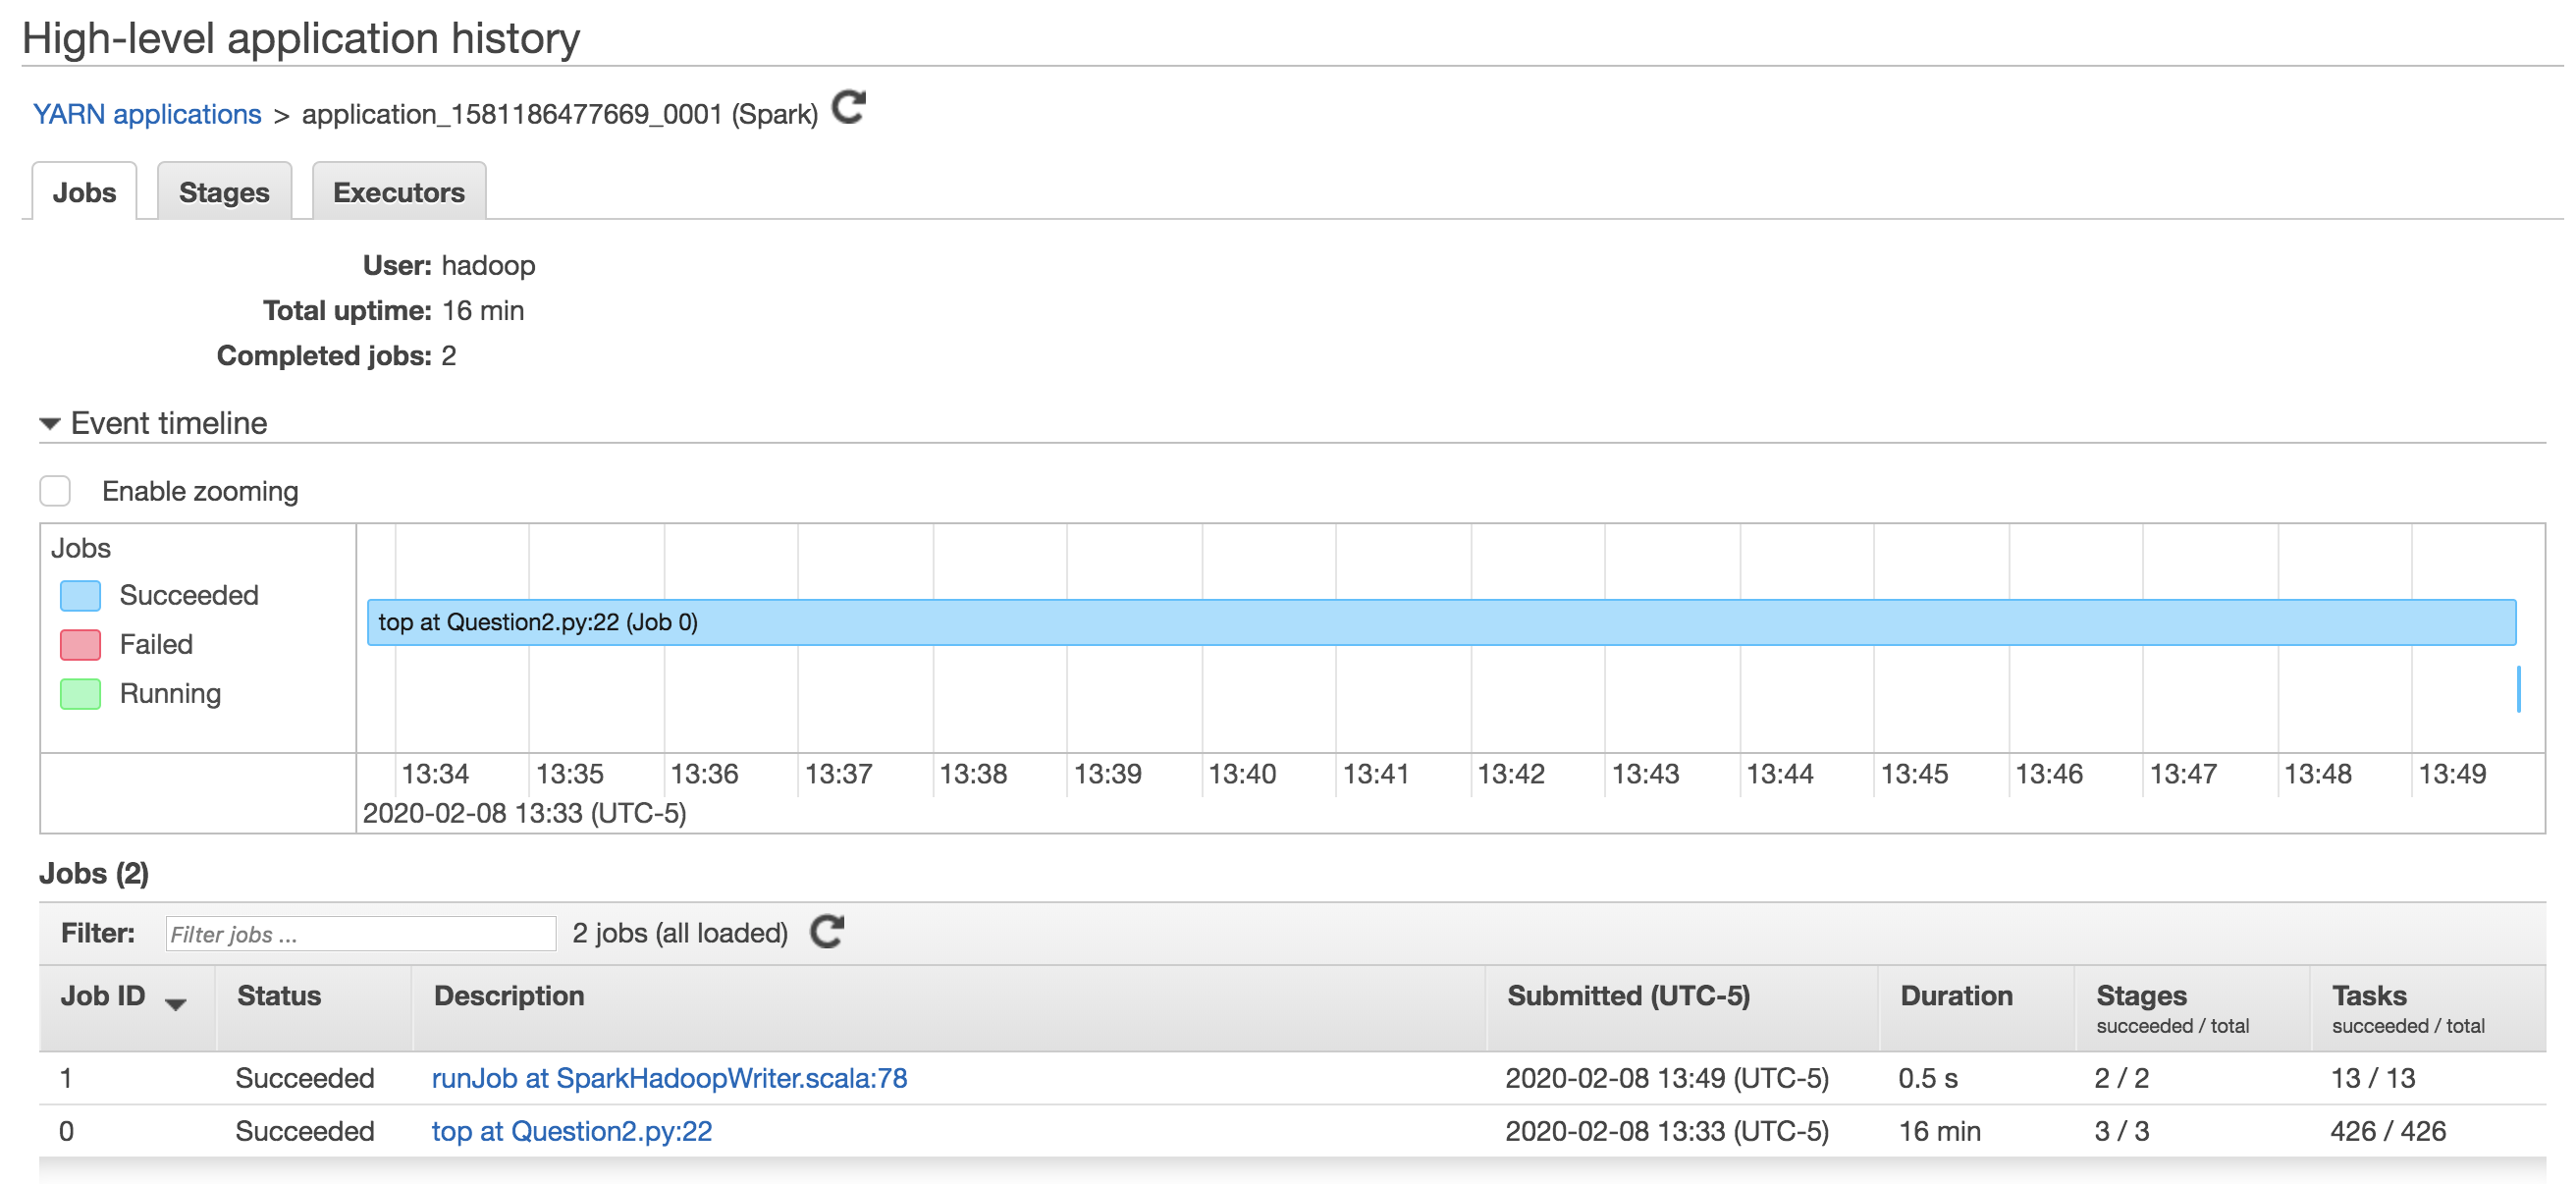 High-level application history
YARN applications > application_1581186477669_0001 (Spark)
Jobs Stages Executors
User: hadoop
Total uptime: 16 min
Completed jobs: 2
Event timeline
Enable zooming
Jobs
Succeeded
Failed
Running
top at Question2.py:22 (Job 0)
13:34 13:35 13:36 13:37 13:38 13:39 13:40 13:41 13:42 13:43 13:44 13:45 13:46 13:47 13:48 13:49
2020-02-08 13:33 (UTC-5)
Jobs (2)
Filter: Filter jobs ... 2 jobs (all loaded)
Job ID Status Description Submitted (UTC-5) Duration Stages Tasks
succeeded / total succeeded / total
1 Succeeded runJob at SparkHadoopWriter.scala:78 2020-02-08 13:49 (UTC-5) 0.5 s 2 / 2 13 / 13
0 Succeeded top at Question2.py:22 2020-02-08 13:33 (UTC-5) 16 min 3 / 3 426 / 426